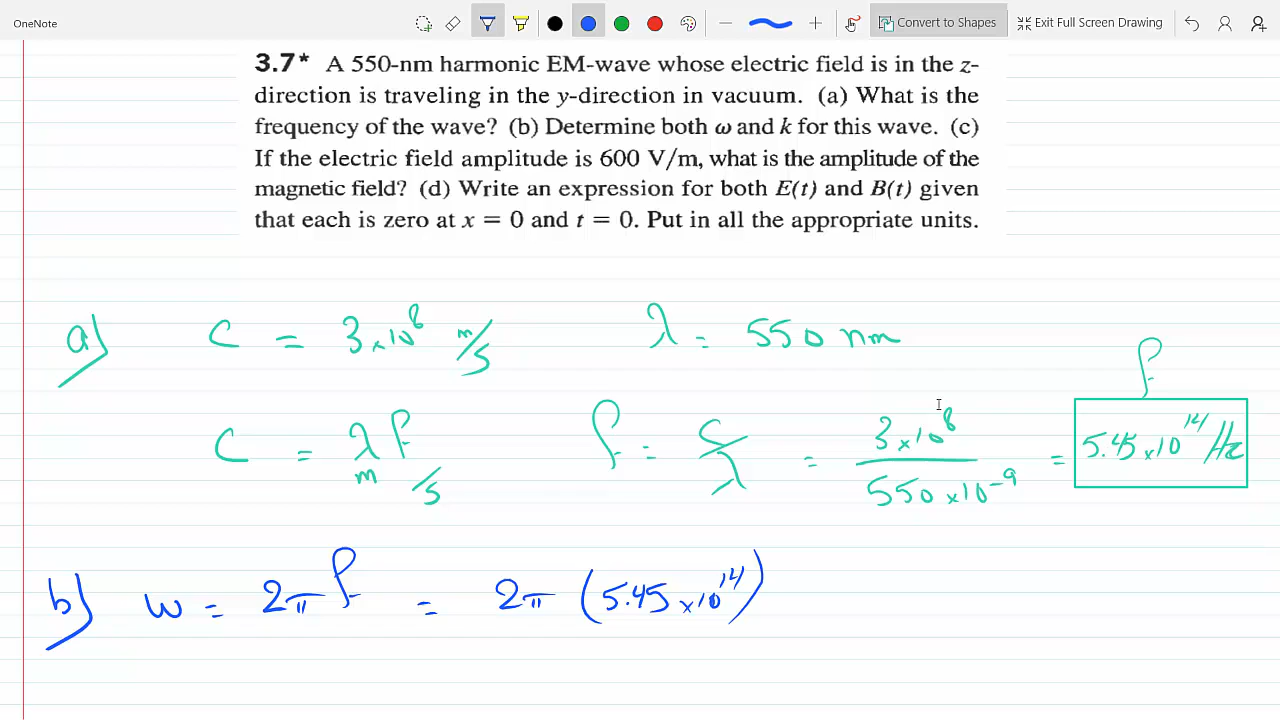 OneNote
Convert to Shapes
Exit Full Screen Drawing
3.7* A 550-nm harmonic EM-wave whose electric field is in the z-
direction is traveling in the y-direction in vacuum. (a) What is the
frequency of the wave? (b) Determine both ω and k for this wave. (c)
If the electric field amplitude is 600 V/m, what is the amplitude of the
magnetic field? (d) Write an expression for both E(t) and B(t) given
that each is zero at x = 0 and t = 0. Put in all the appropriate units.
a) C = 3×10⁸ m/s λ = 550 nm
f
C = λ f f = c/λ = 3×10⁸ / 550×10⁻⁹ = 5.45×10¹⁴ Hz
m /s
b) w = 2π f = 2π (5.45×10¹⁴)